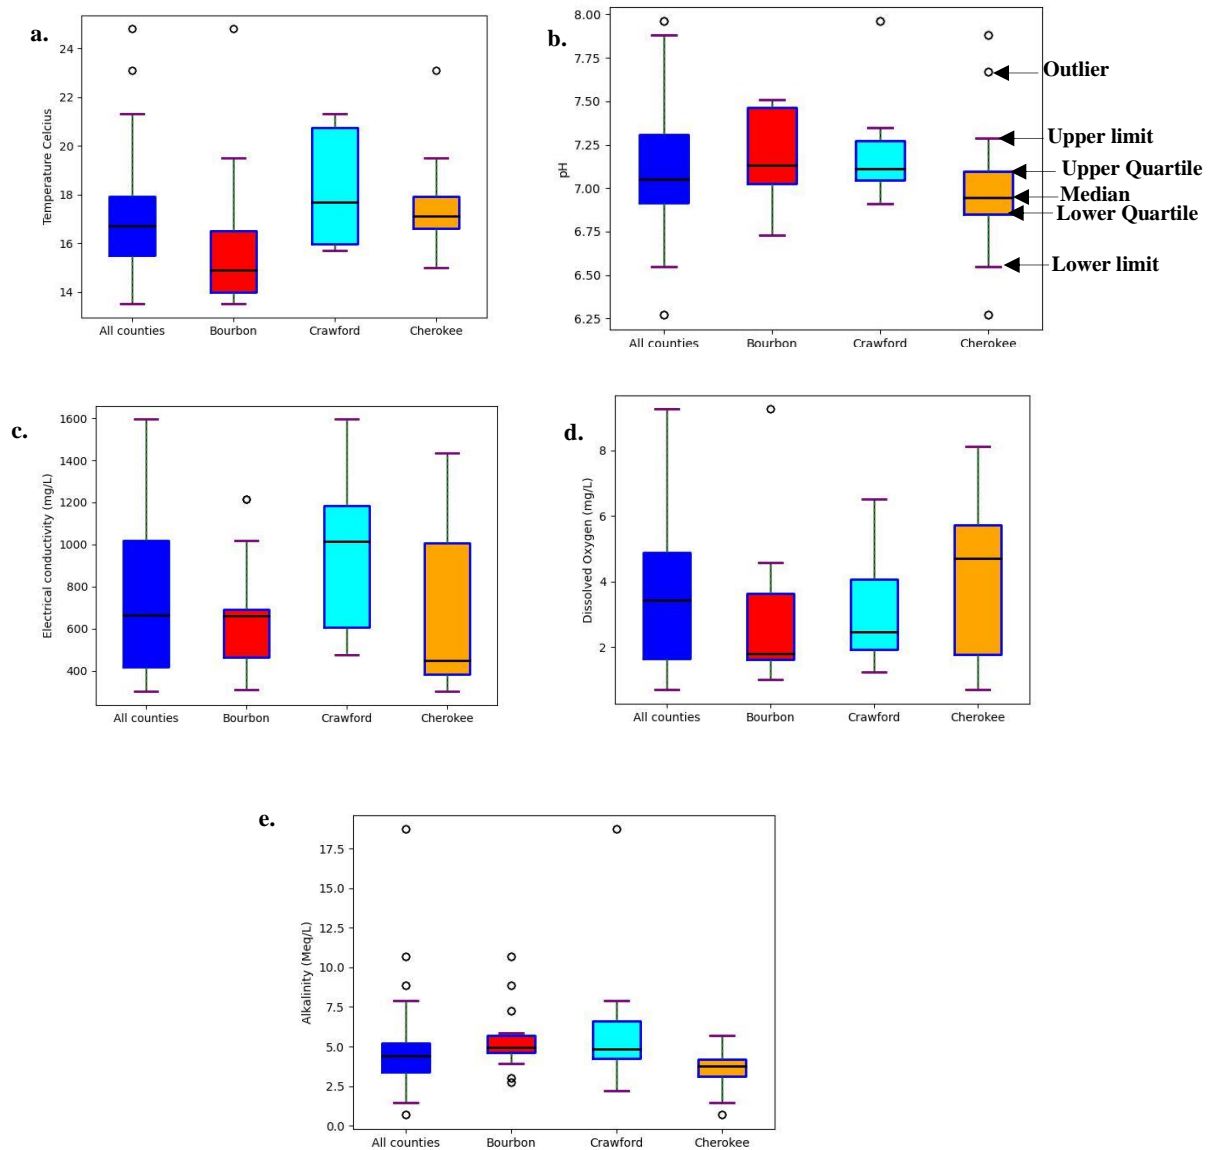 a.
Temperature Celcius
24
22
20
18
16
14
All counties Bourbon Crawford Cherokee
b.
pH
8.00
7.75
7.50
7.25
7.00
6.75
6.50
6.25
All counties Bourbon Crawford Cherokee
Outlier
Upper limit
Upper Quartile
Median
Lower Quartile
Lower limit
c.
Electrical conductivity (mg/L)
1600
1400
1200
1000
800
600
400
All counties Bourbon Crawford Cherokee
d.
Dissolved Oxygen (mg/L)
8
6
4
2
All counties Bourbon Crawford Cherokee
e.
Alkalinity (Meq/L)
17.5
15.0
12.5
10.0
7.5
5.0
2.5
0.0
All counties Bourbon Crawford Cherokee